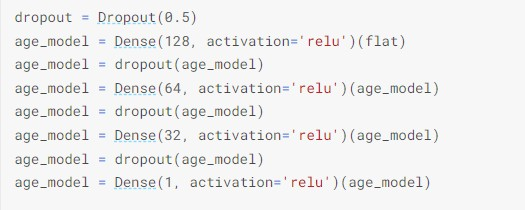 dropout = Dropout(0.5)
age_model = Dense(128, activation='relu')(flat)
age_model = dropout(age_model)
age_model = Dense(64, activation='relu')(age_model)
age_model = dropout(age_model)
age_model = Dense(32, activation='relu')(age_model)
age_model = dropout(age_model)
age_model = Dense(1, activation='relu')(age_model)